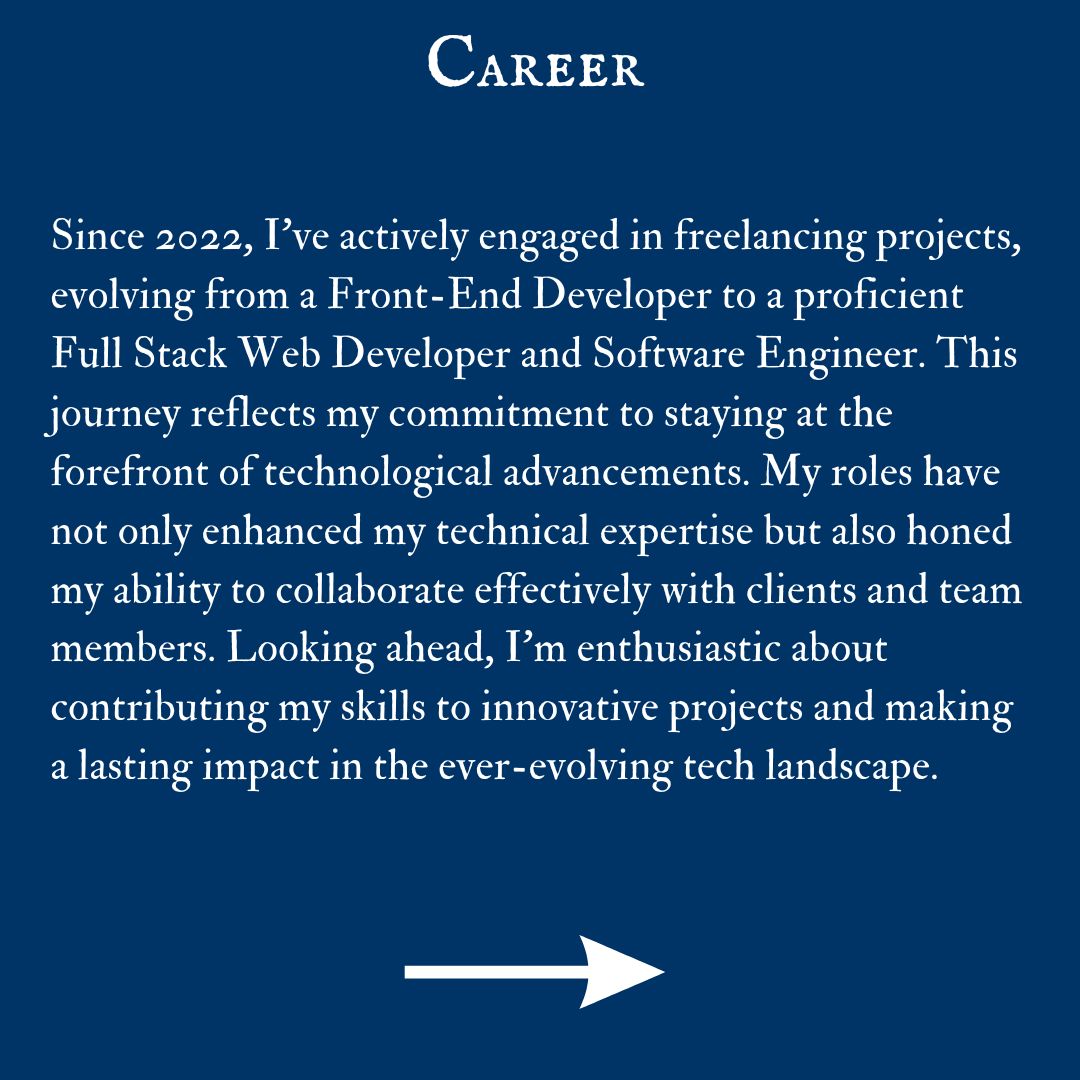 Career
Since 2022, I've actively engaged in freelancing projects,
evolving from a Front-End Developer to a proficient
Full Stack Web Developer and Software Engineer. This
journey reflects my commitment to staying at the
forefront of technological advancements. My roles have
not only enhanced my technical expertise but also honed
my ability to collaborate effectively with clients and team
members. Looking ahead, I'm enthusiastic about
contributing my skills to innovative projects and making
a lasting impact in the ever-evolving tech landscape.